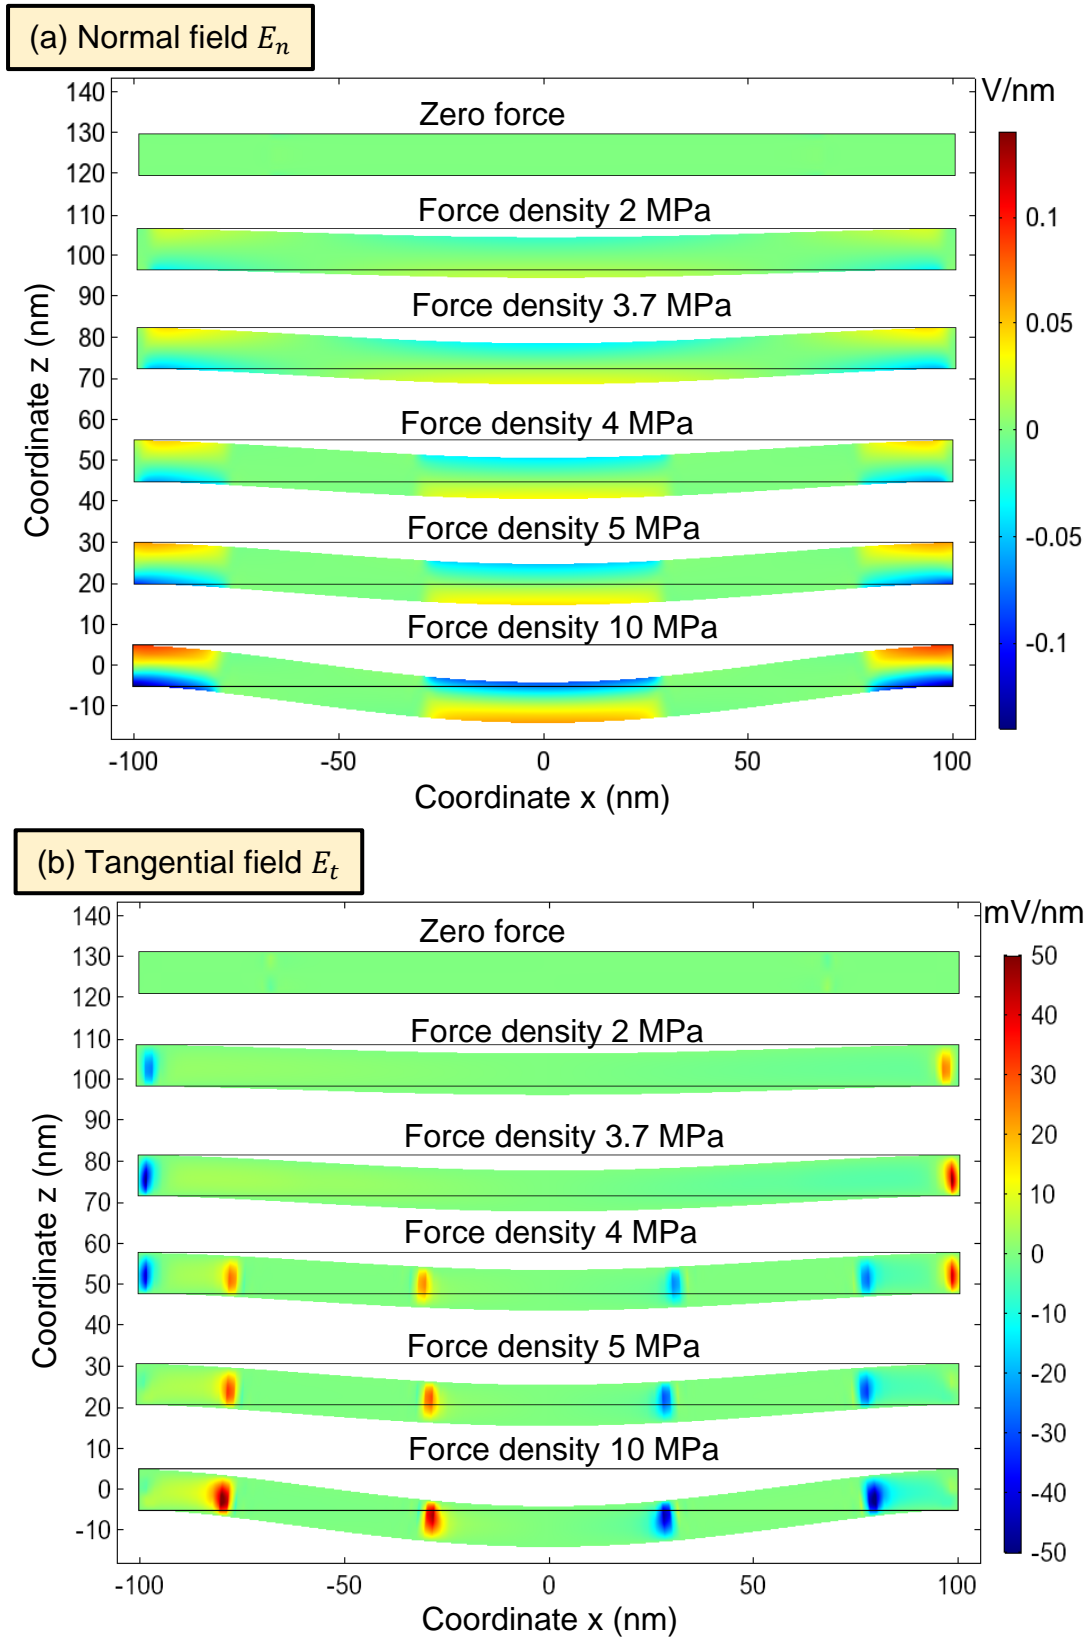 (a) Normal field Eₙ
V/nm
140
130
120
110
100
90
80
70
60
50
40
30
20
10
0
-10
Coordinate z (nm)
Zero force
Force density 2 MPa
Force density 3.7 MPa
Force density 4 MPa
Force density 5 MPa
Force density 10 MPa
0.1
0.05
0
-0.05
-0.1
-100 -50 0 50 100
Coordinate x (nm)
(b) Tangential field Eₜ
mV/nm
140
130
120
110
100
90
80
70
60
50
40
30
20
10
0
-10
Coordinate z (nm)
Zero force
Force density 2 MPa
Force density 3.7 MPa
Force density 4 MPa
Force density 5 MPa
Force density 10 MPa
50
40
30
20
10
0
-10
-20
-30
-40
-50
-100 -50 0 50 100
Coordinate x (nm)